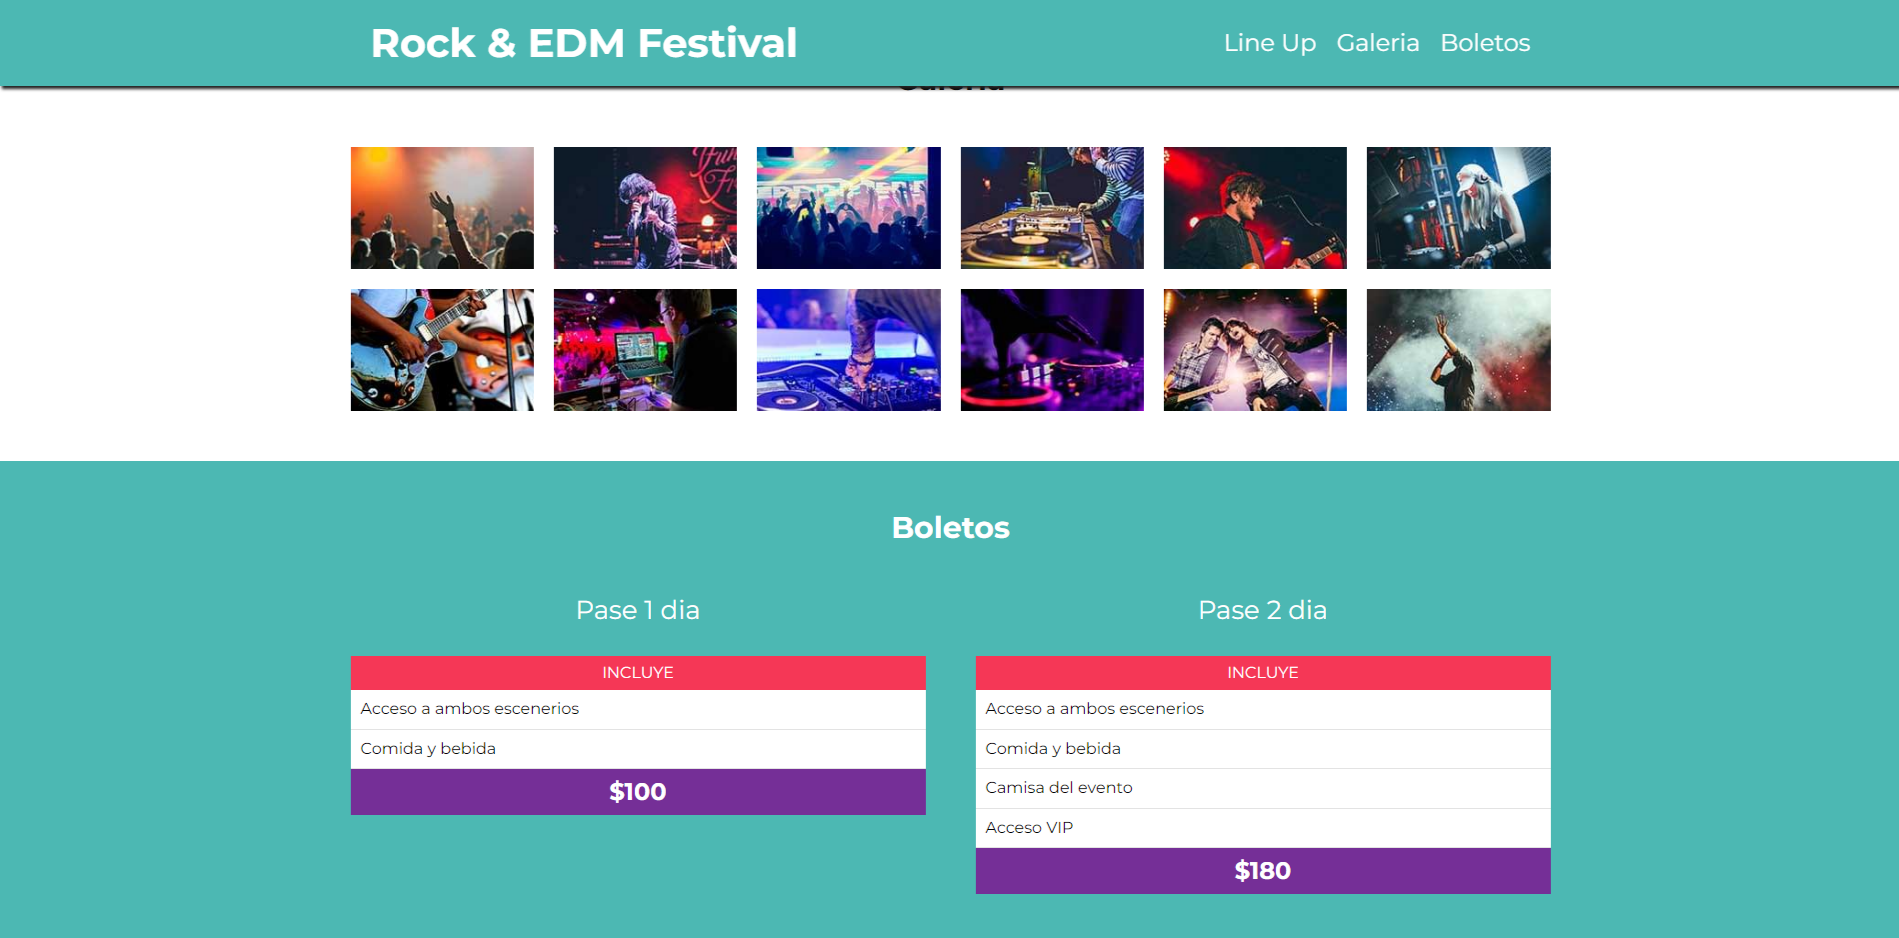 Rock & EDM Festival
Line Up Galeria Boletos
Galeria
Boletos
Pase 1 dia
INCLUYE
Acceso a ambos escenerios
Comida y bebida
$100
Pase 2 dia
INCLUYE
Acceso a ambos escenerios
Comida y bebida
Camisa del evento
Acceso VIP
$180